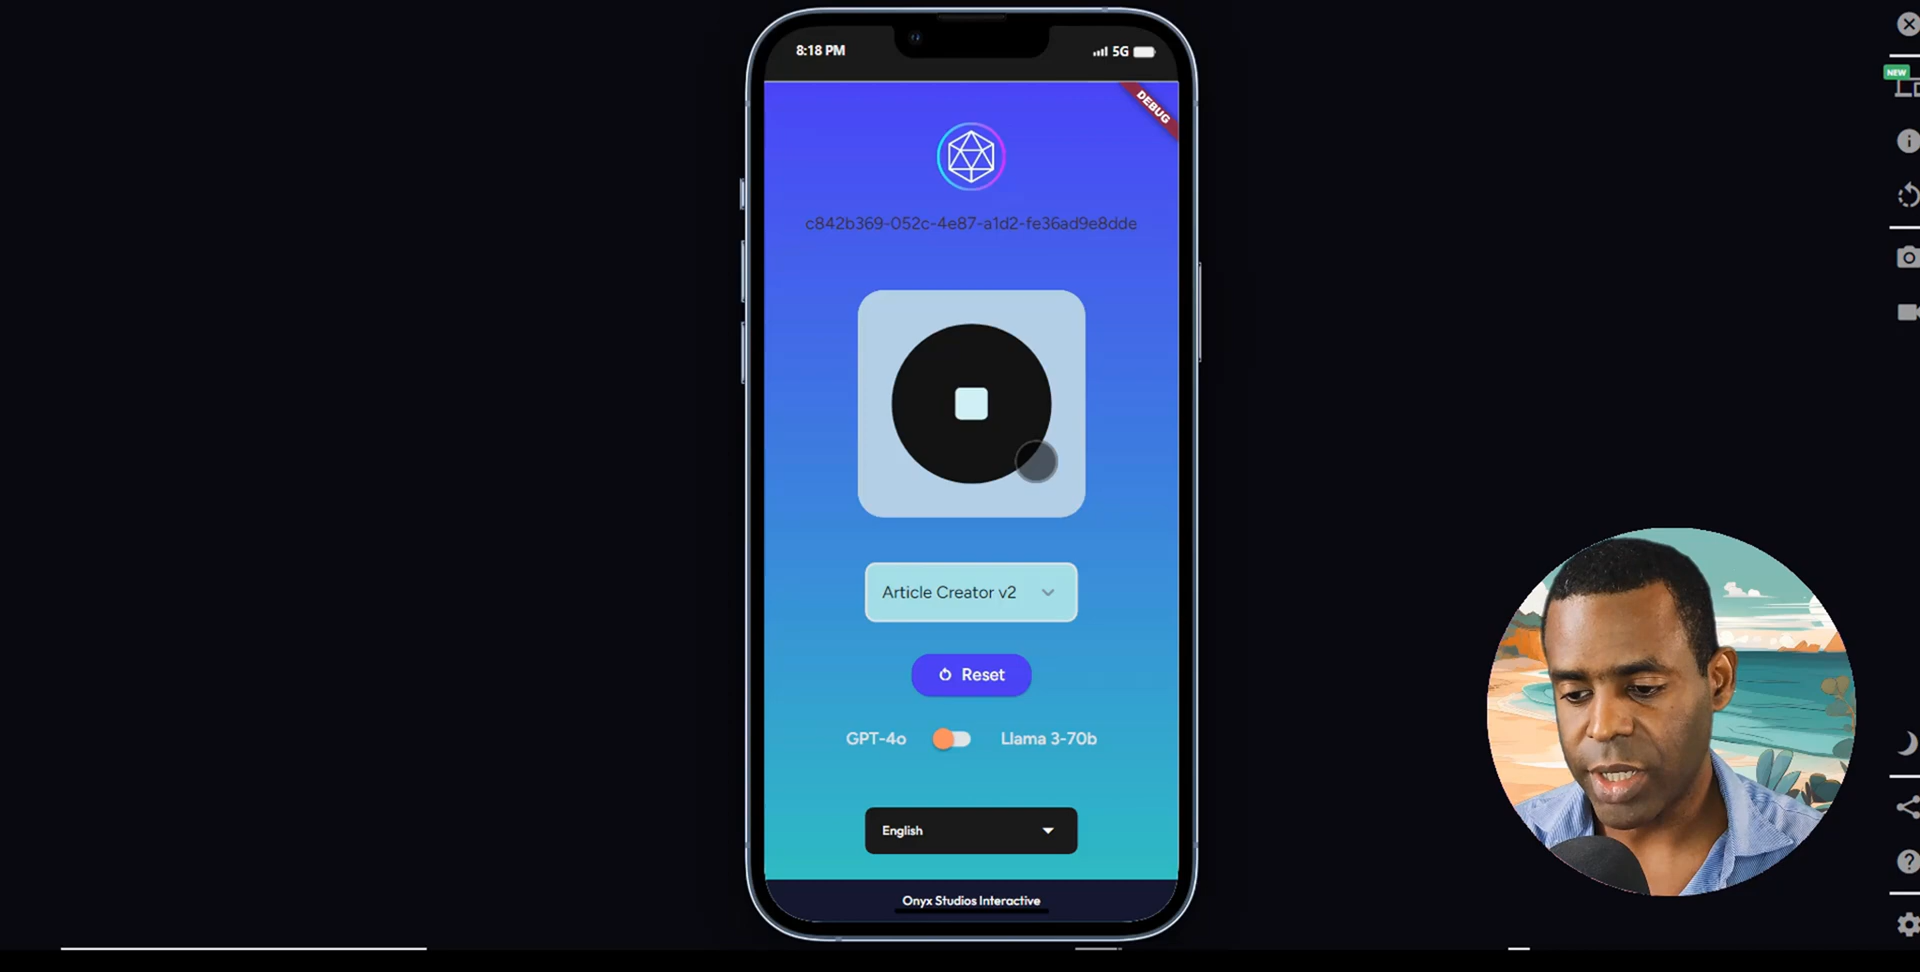 8:18 PM
5G
DEBUG
NEW
c842b369-052c-4e87-a1d2-fe36ad9e8dde
Article Creator v2
Reset
GPT-4o
Llama 3-70b
English
Onyx Studios Interactive